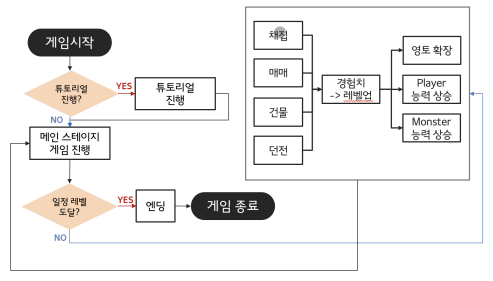 게임시작
튜토리얼
진행?
YES
튜토리얼
진행
NO
메인 스테이지
게임 진행
일정 레벨
도달?
YES
엔딩
게임 종료
NO
채집
매매
건물
던전
경험치
-> 레벨업
영토 확장
Player
능력 상승
Monster
능력 상승